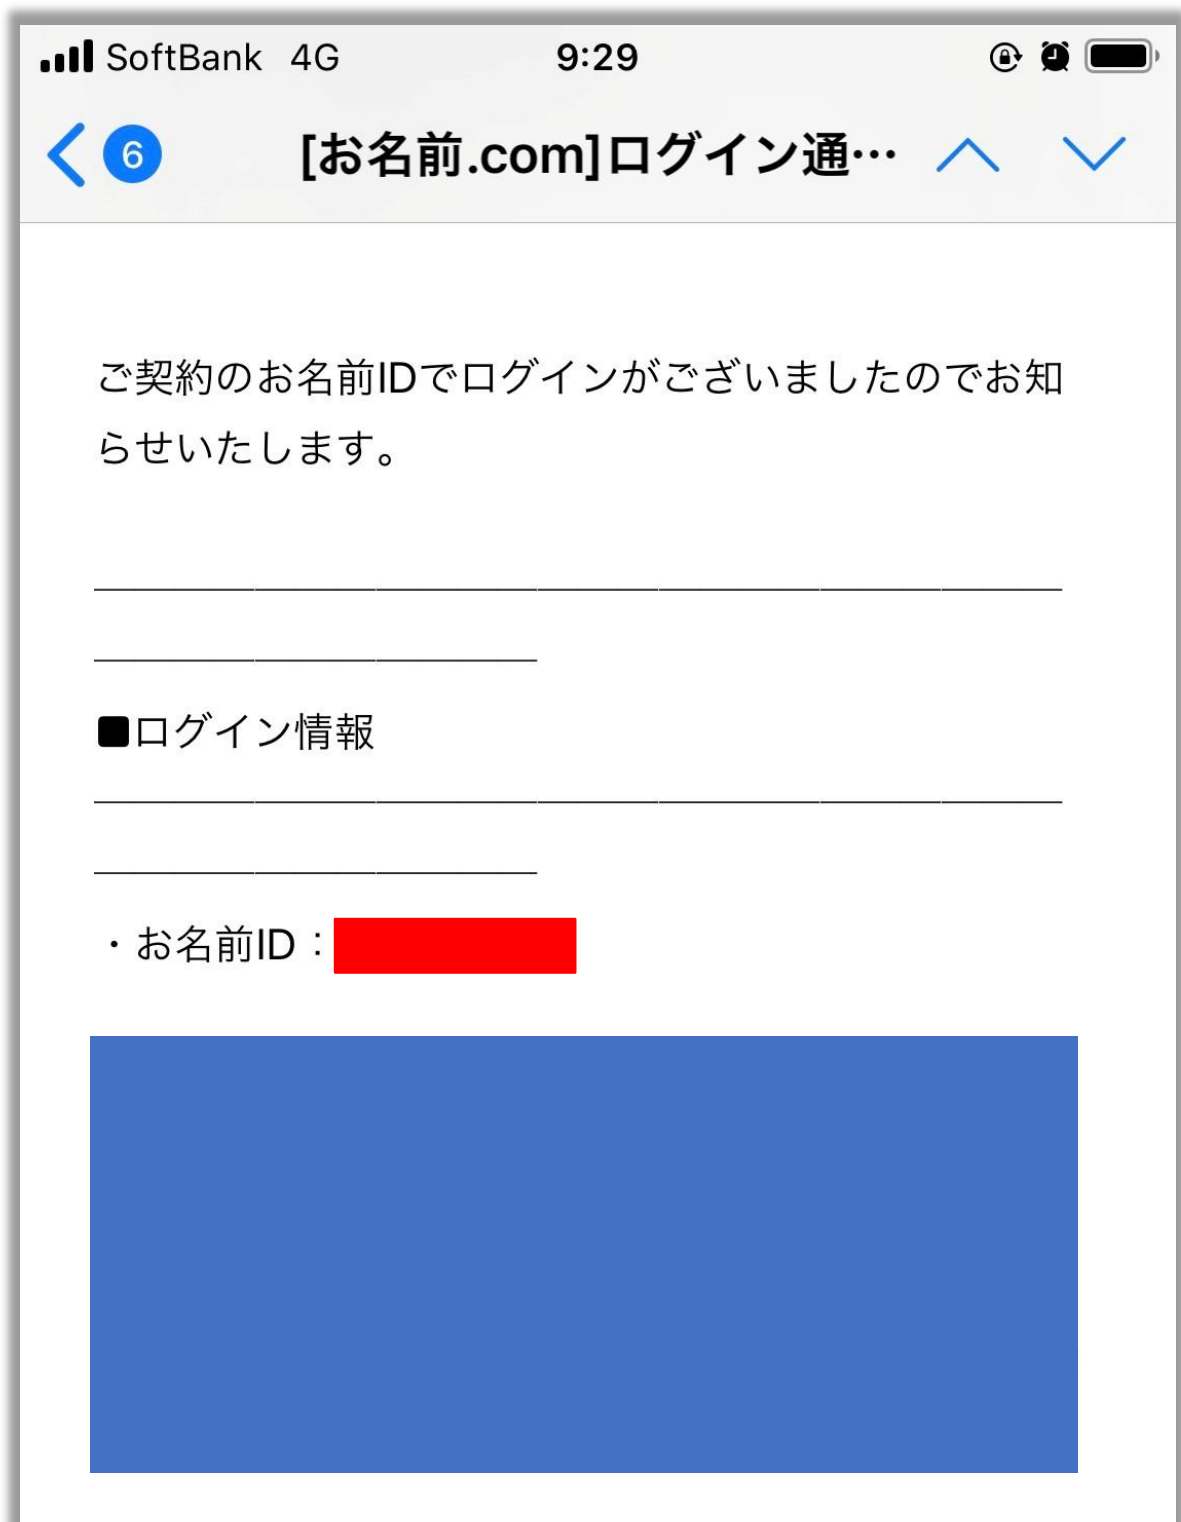 SoftBank 4G 9:29
6 [お名前.com]ログイン通…
ご契約のお名前IDでログインがございましたのでお知
らせいたします。
■ログイン情報
・お名前ID：